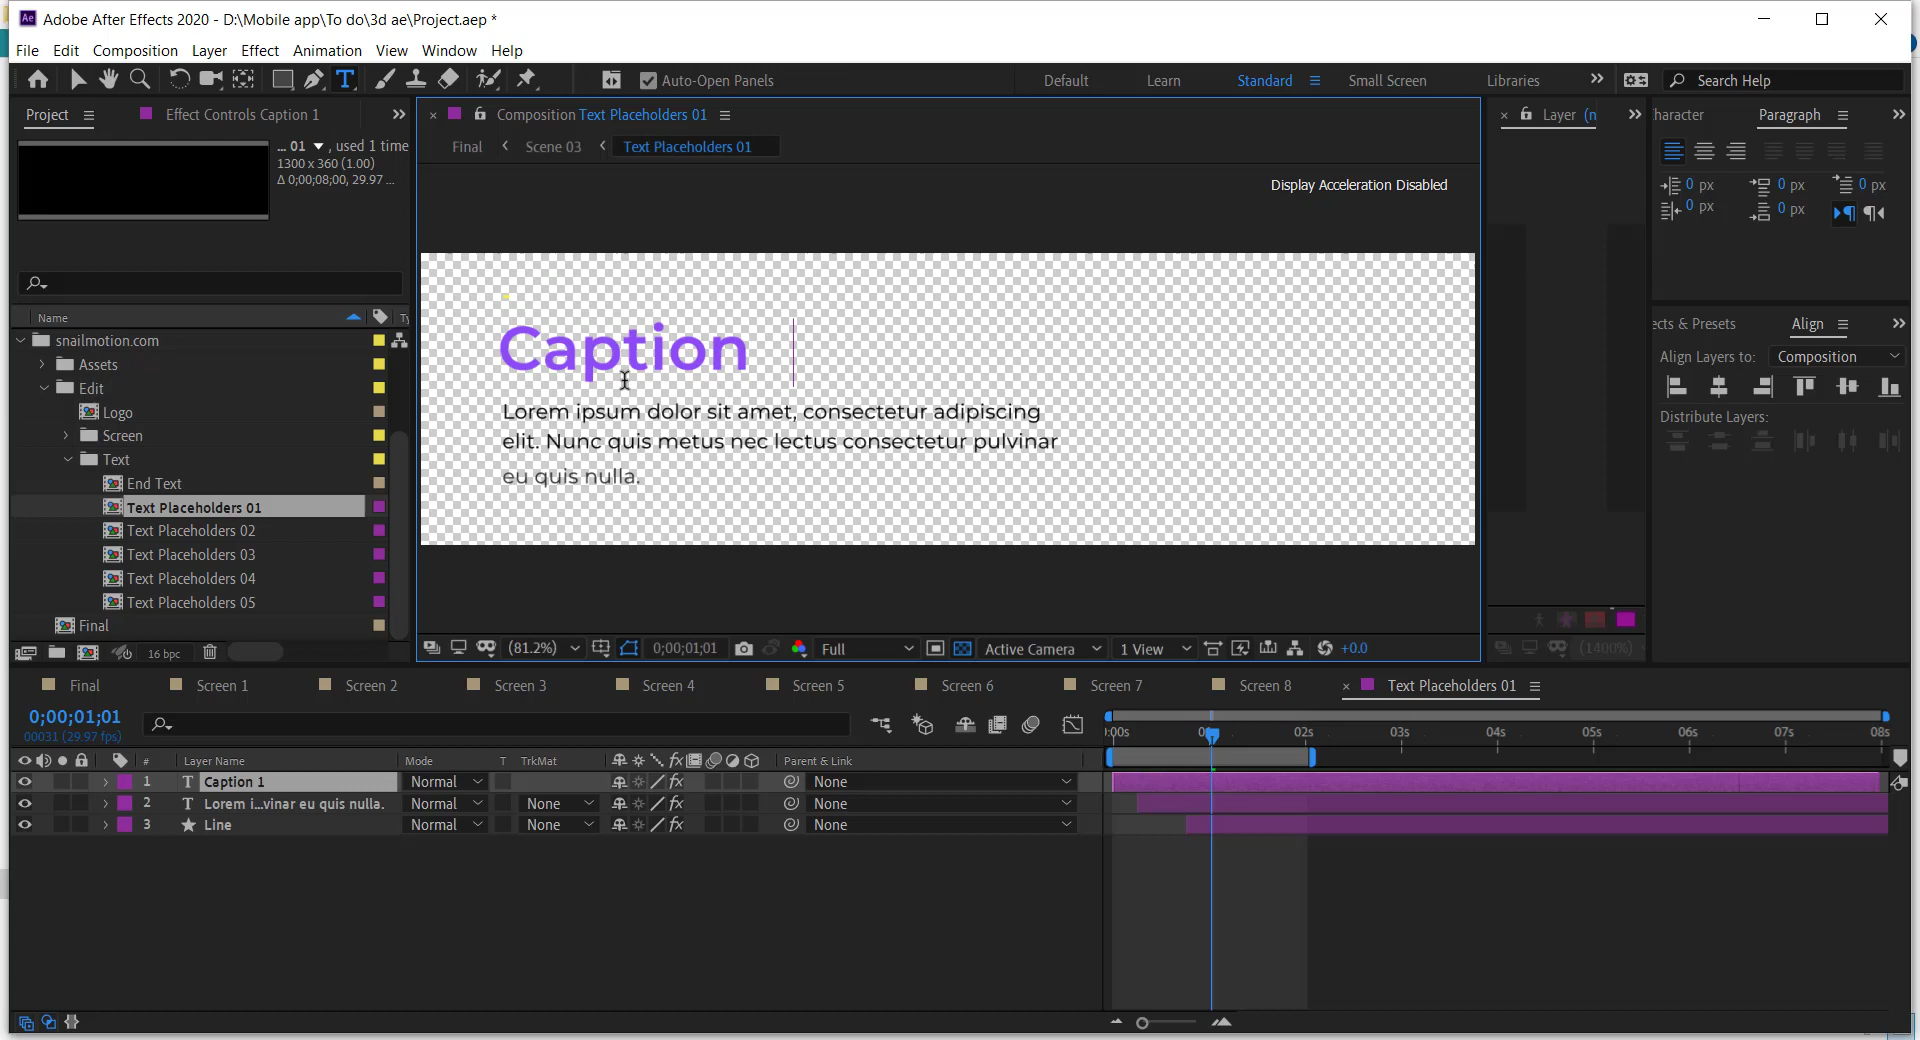 Adobe After Effects 2020 - D:\Mobile app\To do\3d ae\Project.aep *
File Edit Composition Layer Effect Animation View Window Help
Auto-Open Panels
Default Learn Standard Small Screen Libraries
Search Help
Project
Effect Controls Caption 1
Composition Text Placeholders 01
Layer (n
haracter
Paragraph
... 01 ▼, used 1 time
1300 x 360 (1.00)
Δ 0;00;08;00, 29.97 ...
Final < Scene 03 < Text Placeholders 01
Display Acceleration Disabled
0 px 0 px 0 px
0 px 0 px
Name
Ty
snailmotion.com
Assets
Edit
Logo
Screen
Text
End Text
Text Placeholders 01
Text Placeholders 02
Text Placeholders 03
Text Placeholders 04
Text Placeholders 05
Final
16 bpc
Caption
Lorem ipsum dolor sit amet, consectetur adipiscing
elit. Nunc quis metus nec lectus consectetur pulvinar
eu quis nulla.
ects & Presets
Align
Align Layers to: Composition
Distribute Layers:
(81.2%) 0;00;01;01 Full Active Camera 1 View +0.0
(1400%)
Final Screen 1 Screen 2 Screen 3 Screen 4 Screen 5 Screen 6 Screen 7 Screen 8 Text Placeholders 01
0;00;01;01
00031 (29.97 fps)
:00s 02s 03s 04s 05s 06s 07s 08s
# Layer Name Mode T TrkMat Parent & Link
1 T Caption 1 Normal None
2 T Lorem i...vinar eu quis nulla. Normal None None
3 Line Normal None None